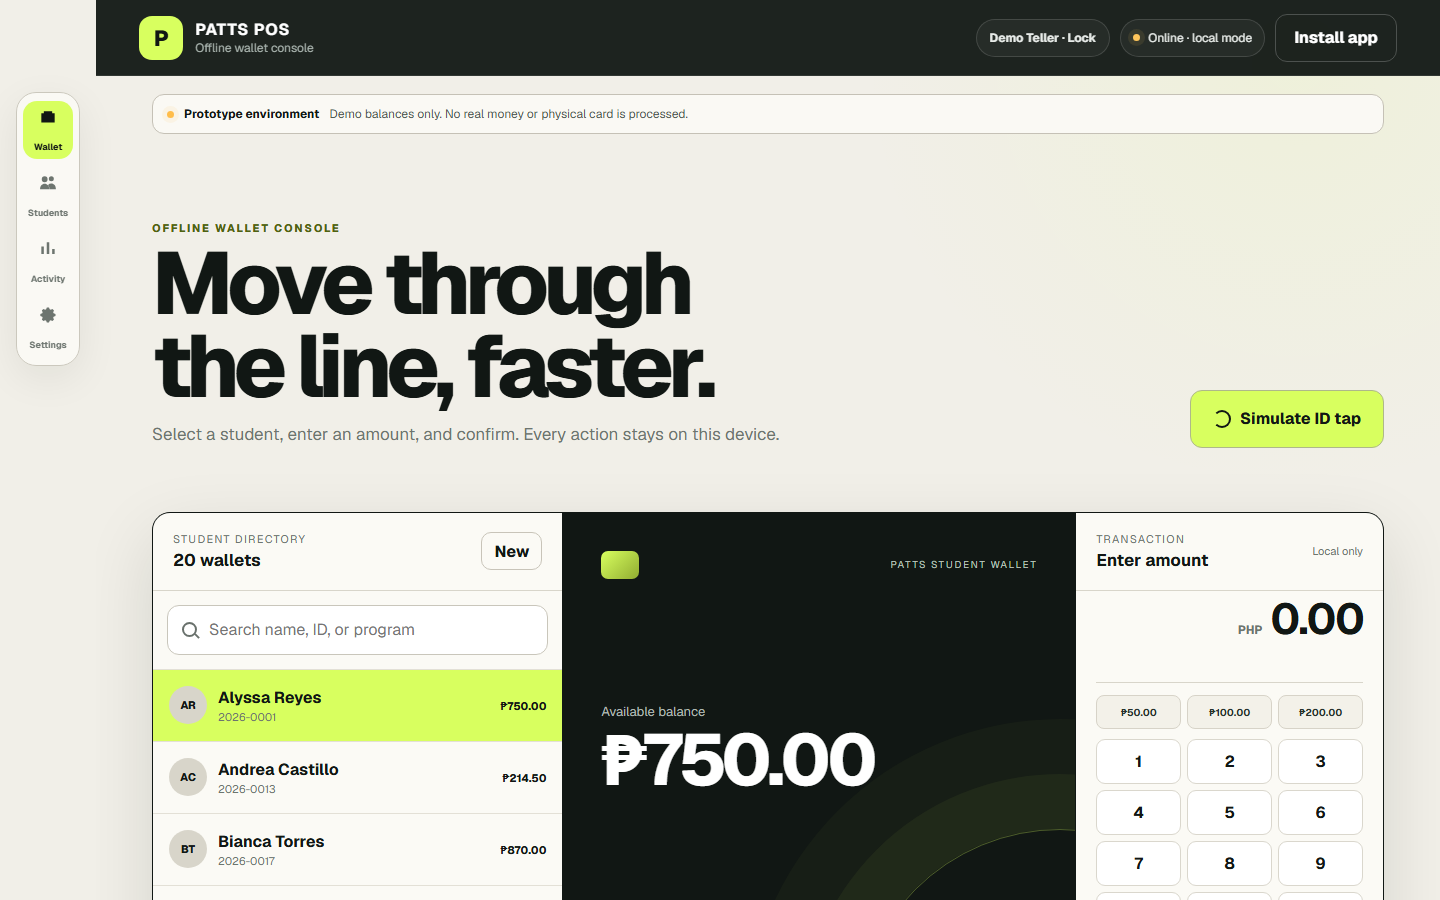 P
PATTS POS
Offline wallet console
Demo Teller · Lock
Online · local mode
Install app
Wallet
Students
Activity
Settings
Prototype environment Demo balances only. No real money or physical card is processed.
OFFLINE WALLET CONSOLE
Move through
the line, faster.
Select a student, enter an amount, and confirm. Every action stays on this device.
Simulate ID tap
STUDENT DIRECTORY
20 wallets
New
Search name, ID, or program
AR
Alyssa Reyes
2026-0001
₱750.00
AC
Andrea Castillo
2026-0013
₱214.50
BT
Bianca Torres
2026-0017
₱870.00
PATTS STUDENT WALLET
Available balance
₱750.00
TRANSACTION
Enter amount
Local only
PHP 0.00
₱50.00 ₱100.00 ₱200.00
1 2 3
4 5 6
7 8 9